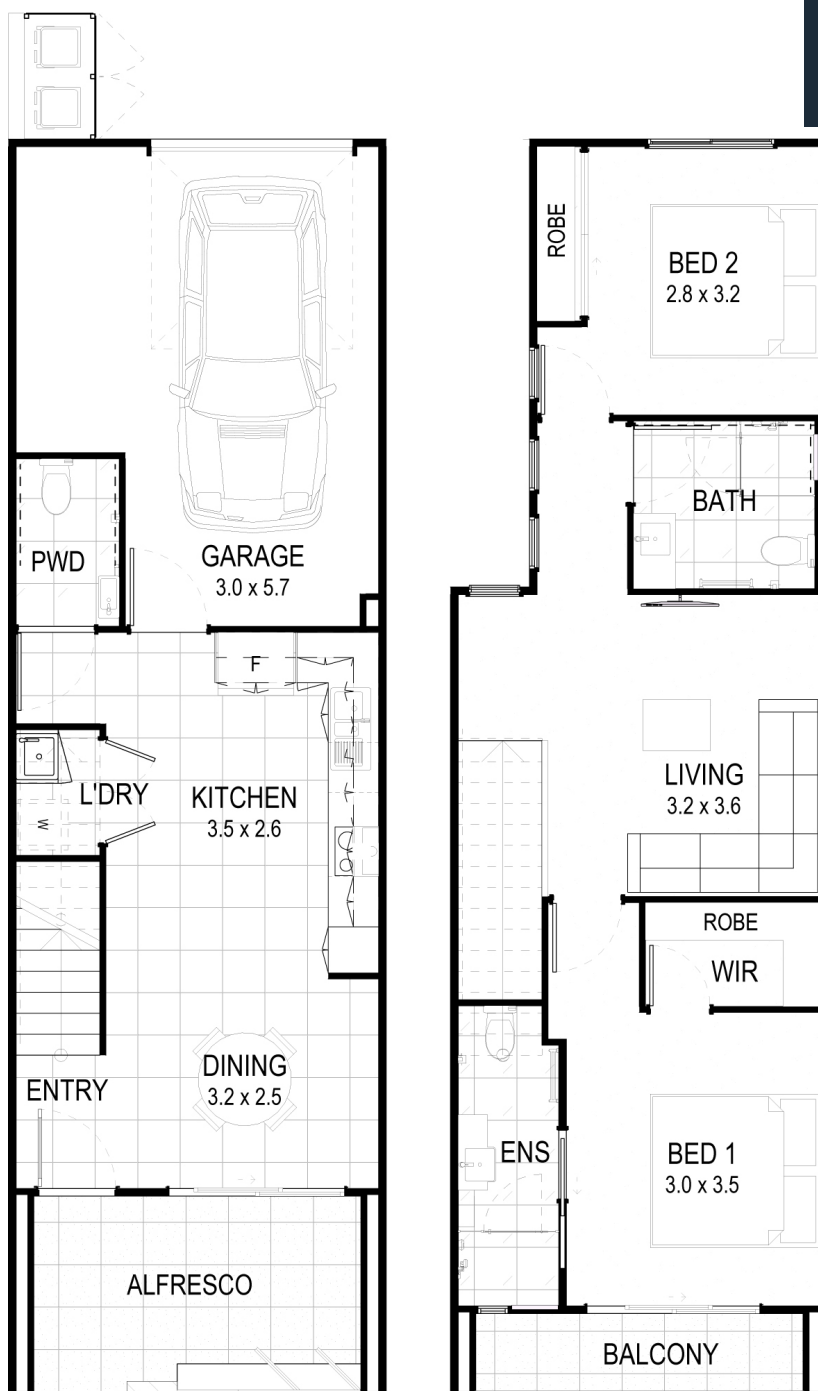 PWD
GARAGE
3.0 x 5.7
F
L'DRY
W
KITCHEN
3.5 x 2.6
DINING
3.2 x 2.5
ENTRY
ALFRESCO
ROBE
BED 2
2.8 x 3.2
BATH
LIVING
3.2 x 3.6
ROBE
WIR
ENS
BED 1
3.0 x 3.5
BALCONY